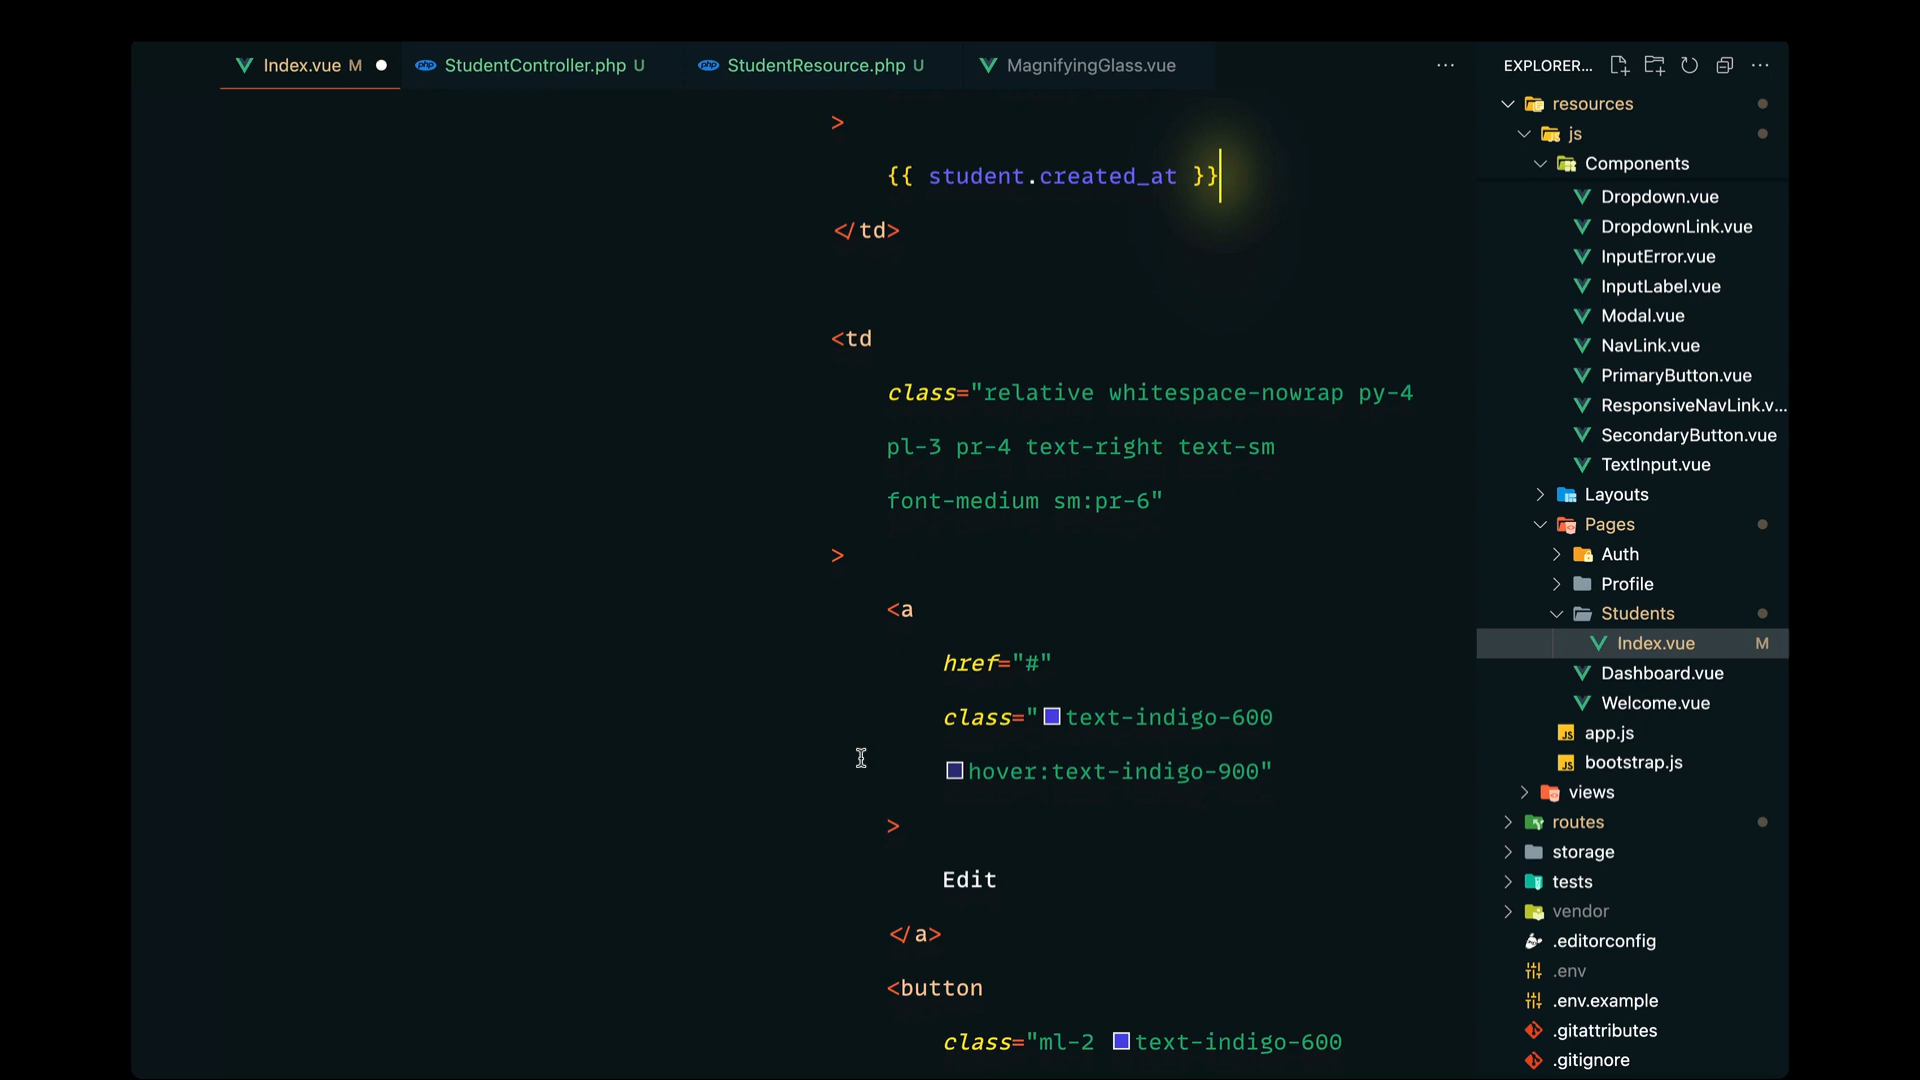 Index.vue M
StudentController.php U
StudentResource.php U
MagnifyingGlass.vue
...
>
{{ student.created_at }}
</td>
<td
class="relative whitespace-nowrap py-4
pl-3 pr-4 text-right text-sm
font-medium sm:pr-6"
>
<a
href="#"
class="text-indigo-600
hover:text-indigo-900"
>
Edit
</a>
<button
class="ml-2 text-indigo-600
EXPLORER...
...
resources
js
Components
Dropdown.vue
DropdownLink.vue
InputError.vue
InputLabel.vue
Modal.vue
NavLink.vue
PrimaryButton.vue
ResponsiveNavLink.v...
SecondaryButton.vue
TextInput.vue
Layouts
Pages
Auth
Profile
Students
Index.vue M
Dashboard.vue
Welcome.vue
JS app.js
JS bootstrap.js
views
routes
storage
tests
vendor
.editorconfig
.env
.env.example
.gitattributes
.gitignore